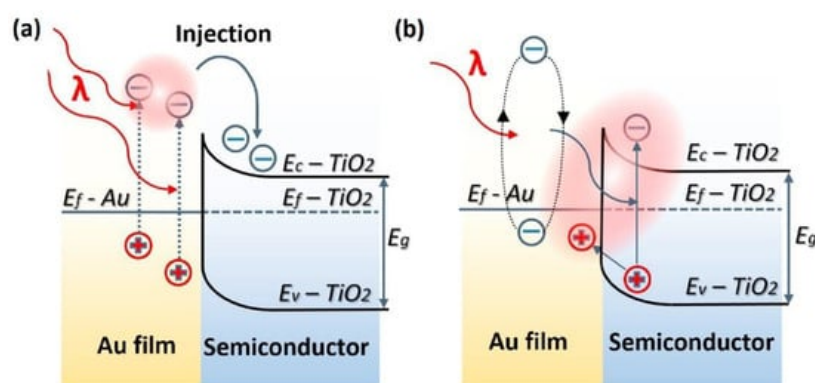 (a)
Injection
λ
Ec – TiO2
Ef - Au
Ef – TiO2
Eg
Ev – TiO2
Au film
Semiconductor
(b)
λ
Ec – TiO2
Ef - Au
Ef – TiO2
Eg
Ev – TiO2
Au film
Semiconductor